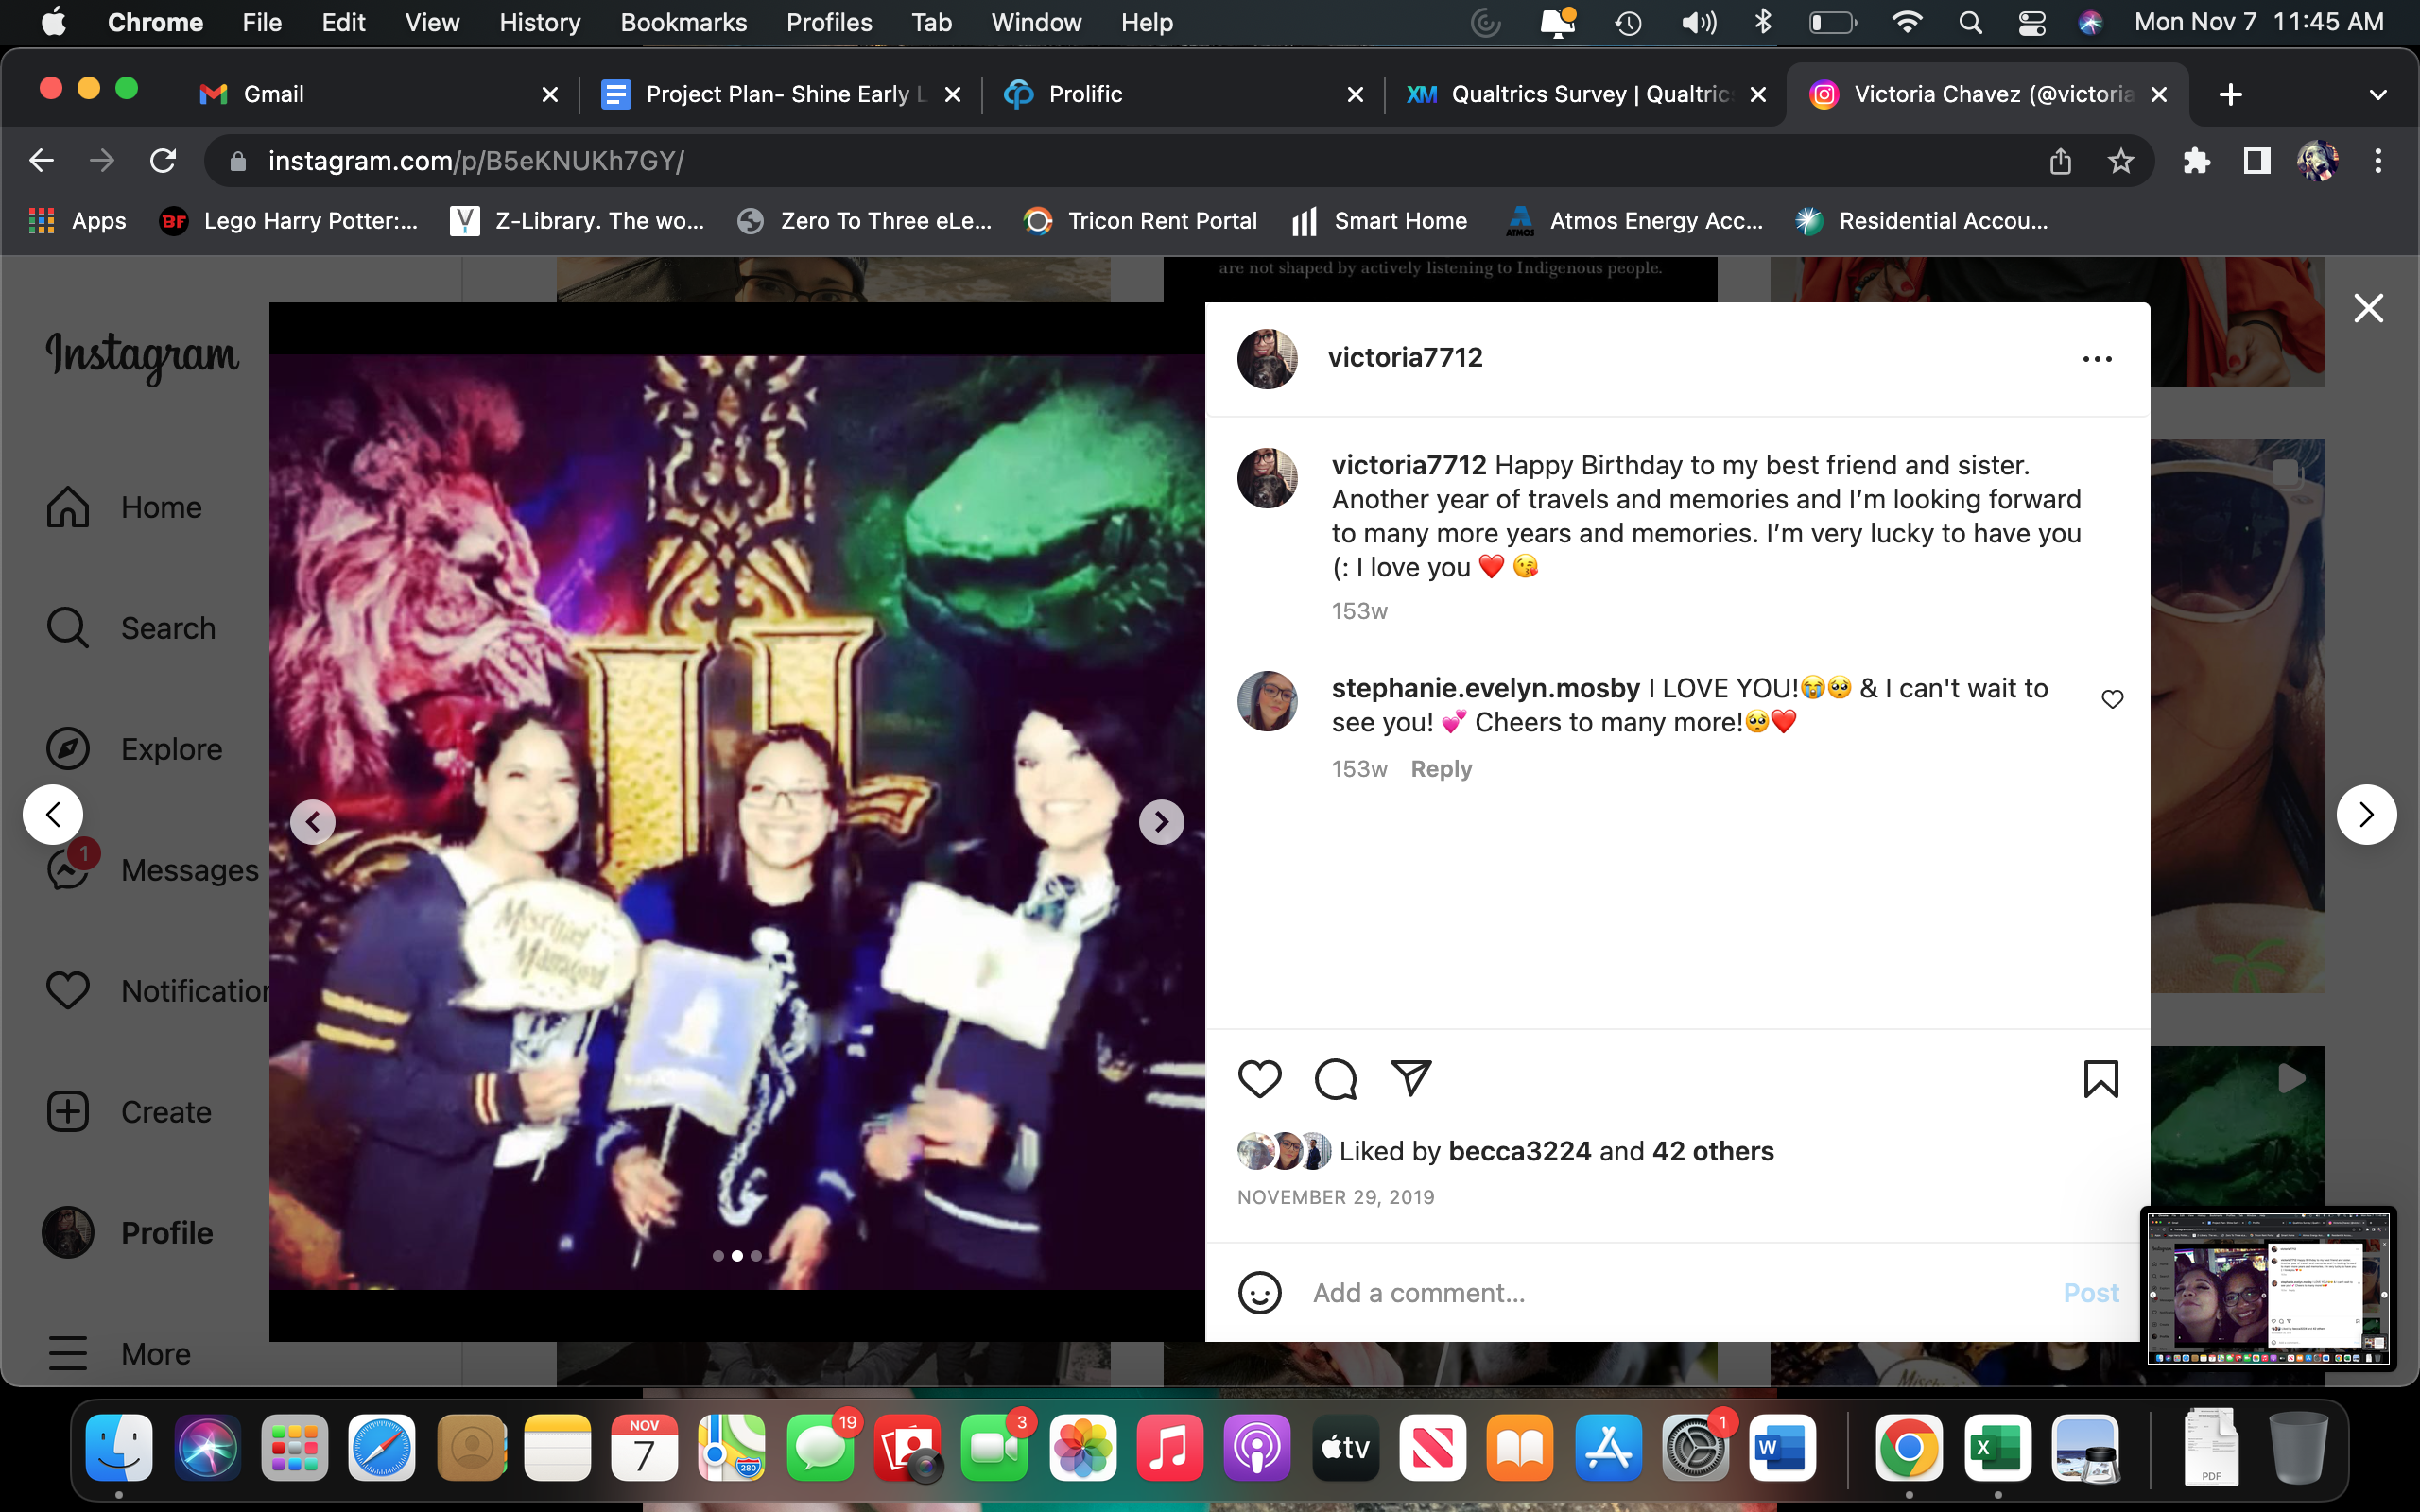 Chrome File Edit View History Bookmarks Profiles Tab Window Help Mon Nov 7 11:45 AM
Gmail Project Plan- Shine Early L Prolific XM Qualtrics Survey | Qualtrics Victoria Chavez (@victoria
instagram.com/p/B5eKNUKh7GY/
Apps BF Lego Harry Potter:... Z-Library. The wo... Zero To Three eLe... Tricon Rent Portal Smart Home ATMOS Atmos Energy Acc... Residential Accou...
are not shaped by actively listening to Indigenous people.
Instagram
Home
Search
Explore
1
Messages
Notification
Create
Profile
More
Mischief
Managed
victoria7712
victoria7712 Happy Birthday to my best friend and sister.
Another year of travels and memories and I’m looking forward
to many more years and memories. I’m very lucky to have you
(: I love you ❤️ 😘
153w
stephanie.evelyn.mosby I LOVE YOU!😭🥺 & I can't wait to
see you! 💕 Cheers to many more!🥺❤️
153w Reply
Liked by becca3224 and 42 others
NOVEMBER 29, 2019
Add a comment... Post
NOV
7
280
19
3
tv
1
W
X
PDF